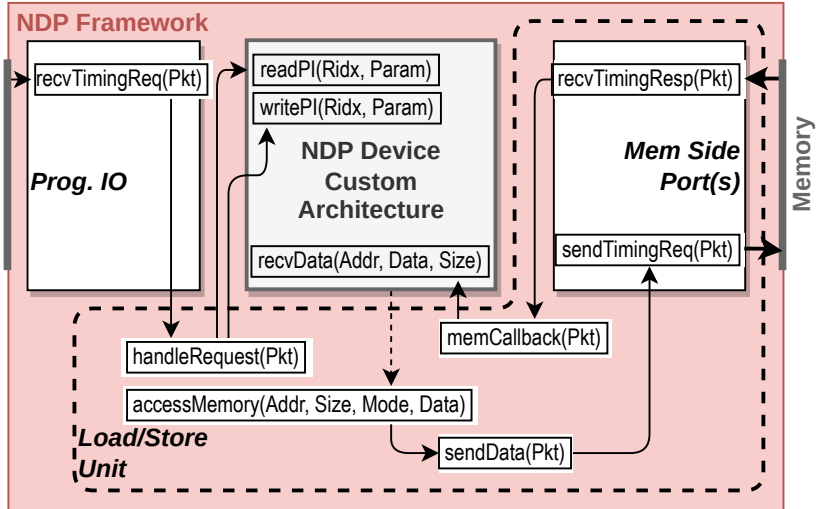 NDP Framework
recvTimingReq(Pkt)
Prog. IO
readPI(Ridx, Param)
writePI(Ridx, Param)
NDP Device
Custom
Architecture
recvData(Addr, Data, Size)
recvTimingResp(Pkt)
Mem Side
Port(s)
sendTimingReq(Pkt)
Memory
handleRequest(Pkt)
memCallback(Pkt)
accessMemory(Addr, Size, Mode, Data)
Load/Store
Unit
sendData(Pkt)